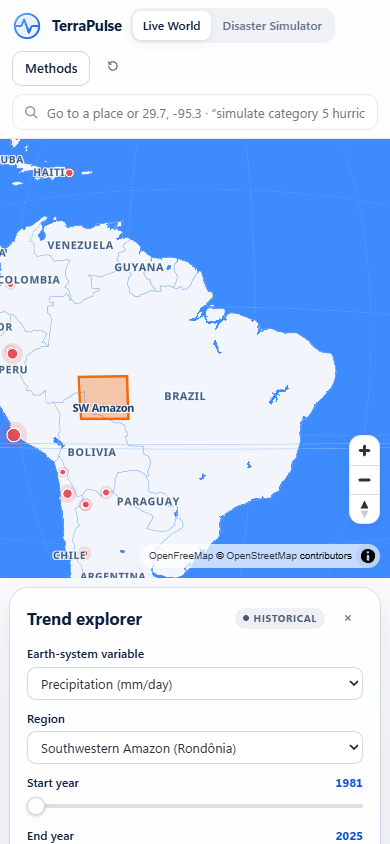 TerraPulse
Live World
Disaster Simulator
Methods
Go to a place or 29.7, -95.3 · “simulate category 5 hurric
UBA
HAITI
VENEZUELA
GUYANA
COLOMBIA
OR
PERU
SW Amazon
BRAZIL
BOLIVIA
PARAGUAY
CHILE
ARGENTINA
OpenFreeMap © OpenStreetMap contributors
Trend explorer
HISTORICAL
Earth-system variable
Precipitation (mm/day)
Region
Southwestern Amazon (Rondônia)
Start year
1981
End year
2025